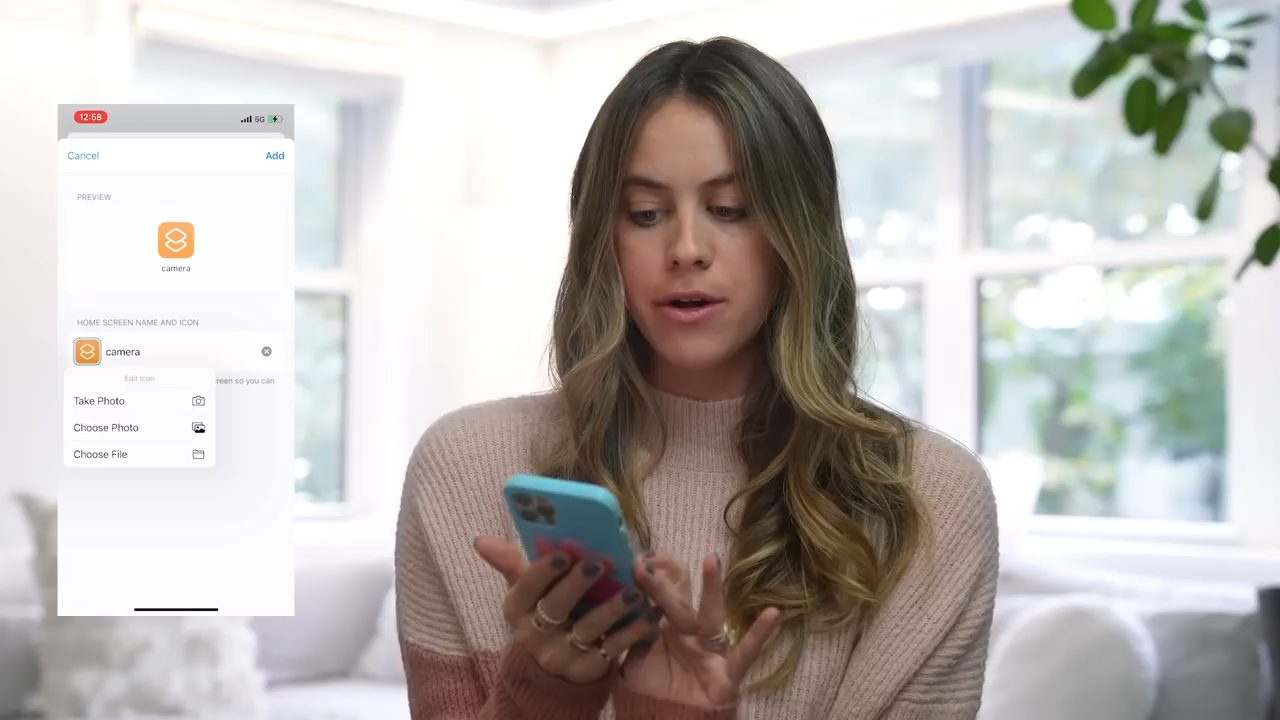 12:58
5G
Cancel
Add
PREVIEW
camera
HOME SCREEN NAME AND ICON
camera
Edit Icon
reen so you can
Take Photo
Choose Photo
Choose File